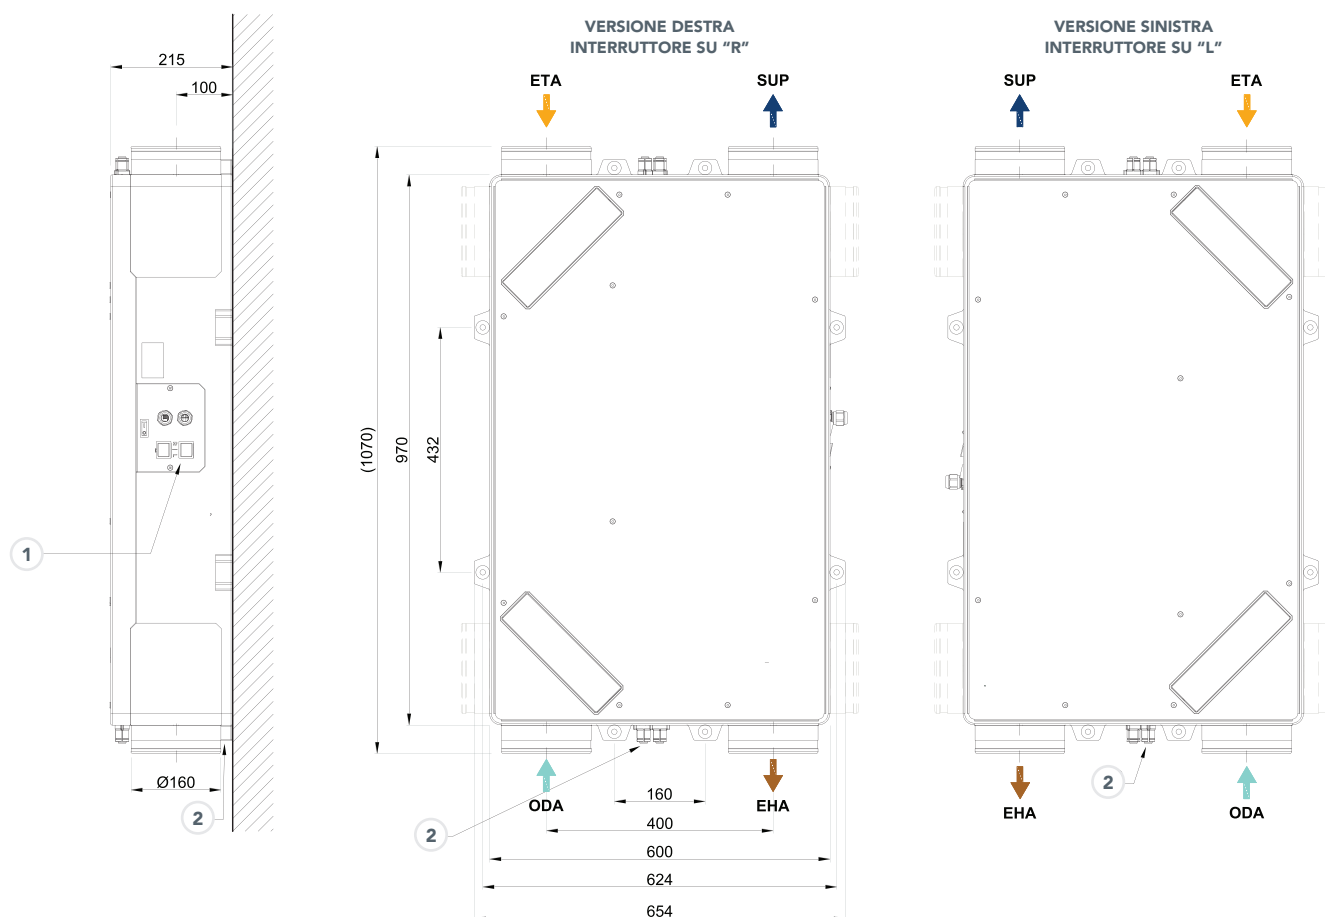 VERSIONE DESTRA
INTERRUTTORE SU “R”
VERSIONE SINISTRA
INTERRUTTORE SU “L”
215
100
ETA
SUP
SUP
ETA
(1070)
970
432
1
Ø160
2
ODA
160
EHA
2
400
600
624
654
2
EHA
ODA